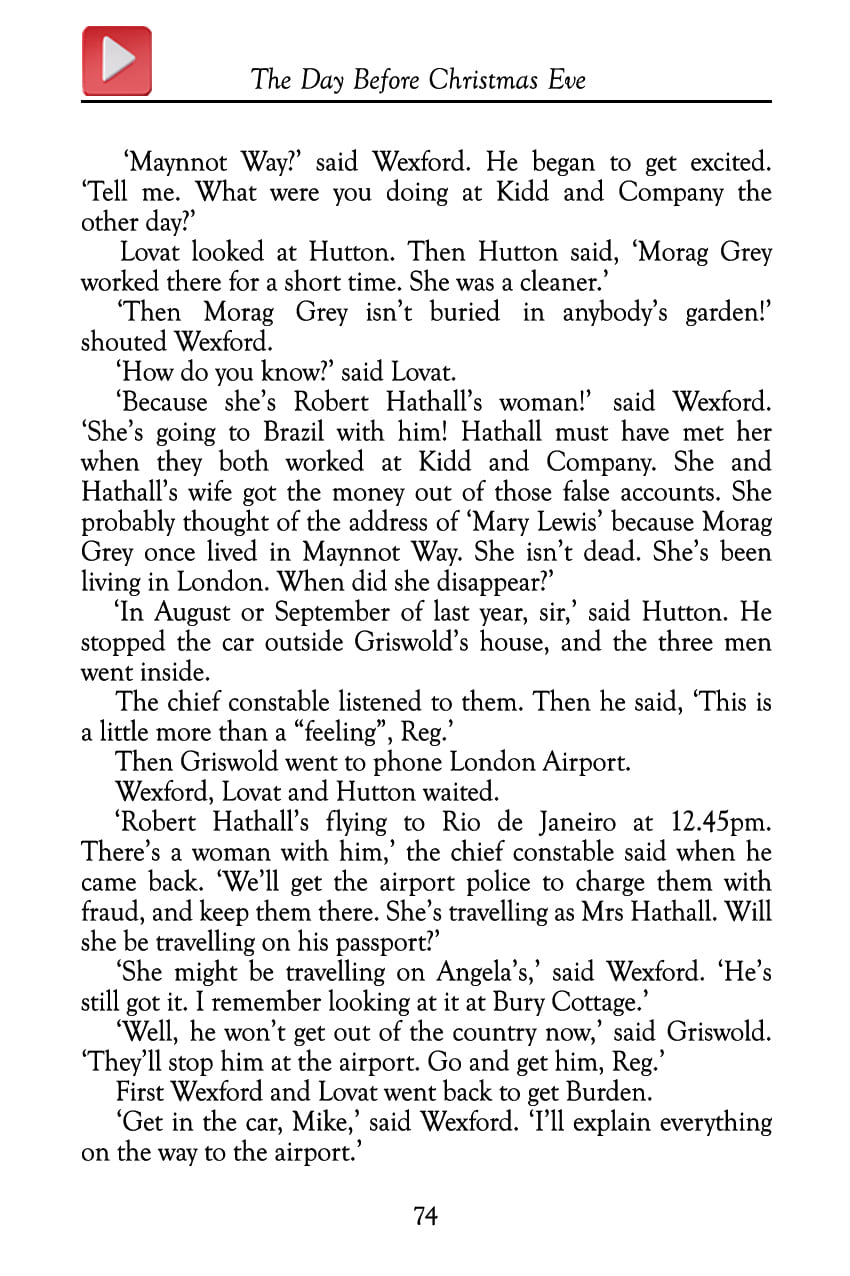 The Day Before Christmas Eve
‘Maynnot Way?’ said Wexford. He began to get excited.
‘Tell me. What were you doing at Kidd and Company the
other day?’
Lovat looked at Hutton. Then Hutton said, ‘Morag Grey
worked there for a short time. She was a cleaner.’
‘Then Morag Grey isn’t buried in anybody’s garden!’
shouted Wexford.
‘How do you know?’ said Lovat.
‘Because she’s Robert Hathall’s woman!’ said Wexford.
‘She’s going to Brazil with him! Hathall must have met her
when they both worked at Kidd and Company. She and
Hathall’s wife got the money out of those false accounts. She
probably thought of the address of ‘Mary Lewis’ because Morag
Grey once lived in Maynnot Way. She isn’t dead. She’s been
living in London. When did she disappear?’
‘In August or September of last year, sir,’ said Hutton. He
stopped the car outside Griswold’s house, and the three men
went inside.
The chief constable listened to them. Then he said, ‘This is
a little more than a “feeling”, Reg.’
Then Griswold went to phone London Airport.
Wexford, Lovat and Hutton waited.
‘Robert Hathall’s flying to Rio de Janeiro at 12.45pm.
There’s a woman with him,’ the chief constable said when he
came back. ‘We’ll get the airport police to charge them with
fraud, and keep them there. She’s travelling as Mrs Hathall. Will
she be travelling on his passport?’
‘She might be travelling on Angela’s,’ said Wexford. ‘He’s
still got it. I remember looking at it at Bury Cottage.’
‘Well, he won’t get out of the country now,’ said Griswold.
‘They’ll stop him at the airport. Go and get him, Reg.’
First Wexford and Lovat went back to get Burden.
‘Get in the car, Mike,’ said Wexford. ‘I’ll explain everything
on the way to the airport.’
74